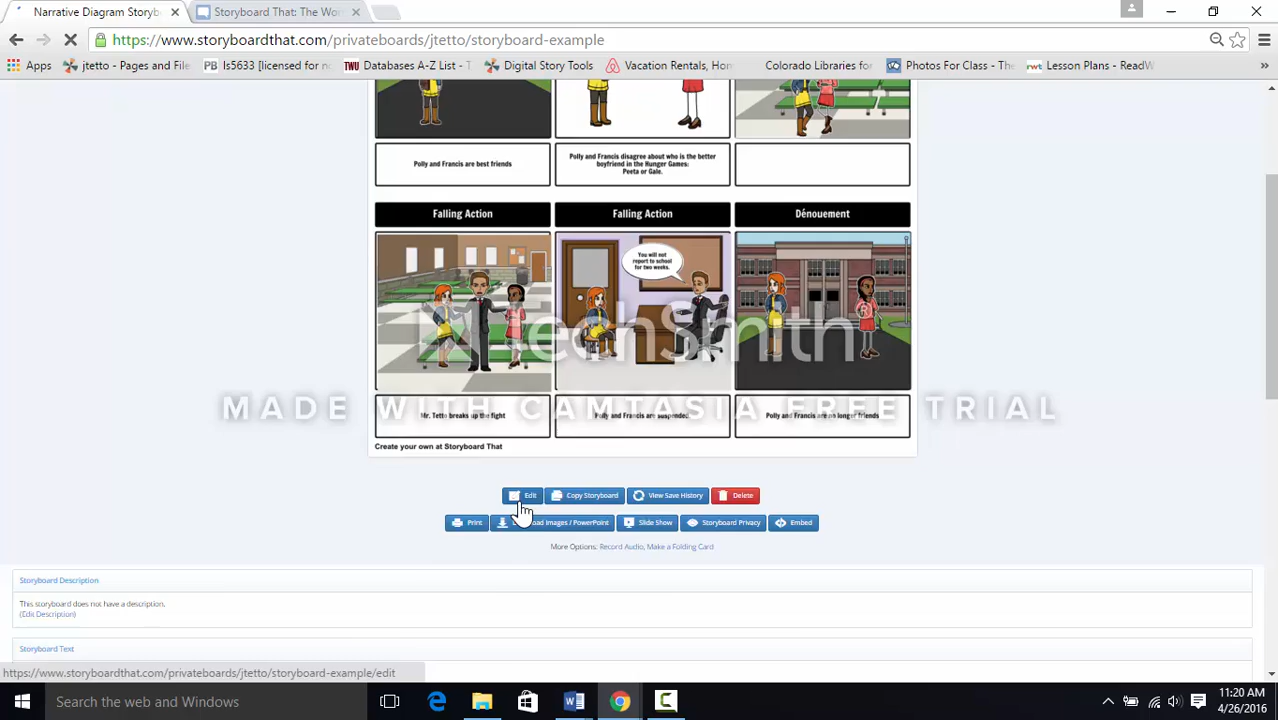 Narrative Diagram Storyb
Storyboard That: The Wo
https://www.storyboardthat.com/privateboards/jtetto/storyboard-example
Apps
jtetto - Pages and File
PB
ls5633 [licensed for no
TWU
Databases A-Z List - T
Digital Story Tools
Vacation Rentals, Hom
Colorado Libraries for
Photos For Class - The
rwt
Lesson Plans - ReadW
»
Polly and Francis are best friends
Polly and Francis disagree about who is the better
boyfriend in the Hunger Games:
Peeta or Gale.
Falling Action
Falling Action
Dénouement
You will not
report to school
for two weeks.
TechSmith
MADE WITH CAMTASIA FREE TRIAL
Mr. Tetto breaks up the fight
Polly and Francis are suspended.
Polly and Francis are no longer friends
Create your own at Storyboard That
Edit
Copy Storyboard
View Save History
Delete
Print
Download Images / PowerPoint
Slide Show
Storyboard Privacy
Embed
More Options: Record Audio, Make a Folding Card
Storyboard Description
This storyboard does not have a description.
(Edit Description)
Storyboard Text
https://www.storyboardthat.com/privateboards/jtetto/storyboard-example/edit
Search the web and Windows
11:20 AM
4/26/2016